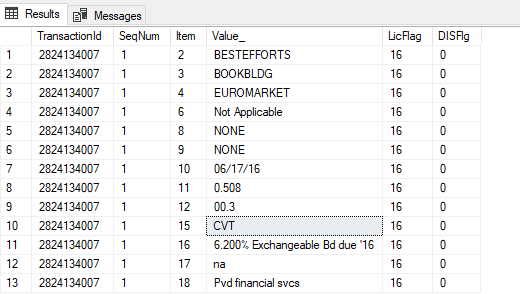 Results Messages
TransactionId SeqNum Item Value_ LicFlag DISFlg
1 2824134007 1 2 BESTEFFORTS 16 0
2 2824134007 1 3 BOOKBLDG 16 0
3 2824134007 1 4 EUROMARKET 16 0
4 2824134007 1 6 Not Applicable 16 0
5 2824134007 1 8 NONE 16 0
6 2824134007 1 9 NONE 16 0
7 2824134007 1 10 06/17/16 16 0
8 2824134007 1 11 0.508 16 0
9 2824134007 1 12 00.3 16 0
10 2824134007 1 15 CVT 16 0
11 2824134007 1 16 6.200% Exchangeable Bd due '16 16 0
12 2824134007 1 17 na 16 0
13 2824134007 1 18 Pvd financial svcs 16 0